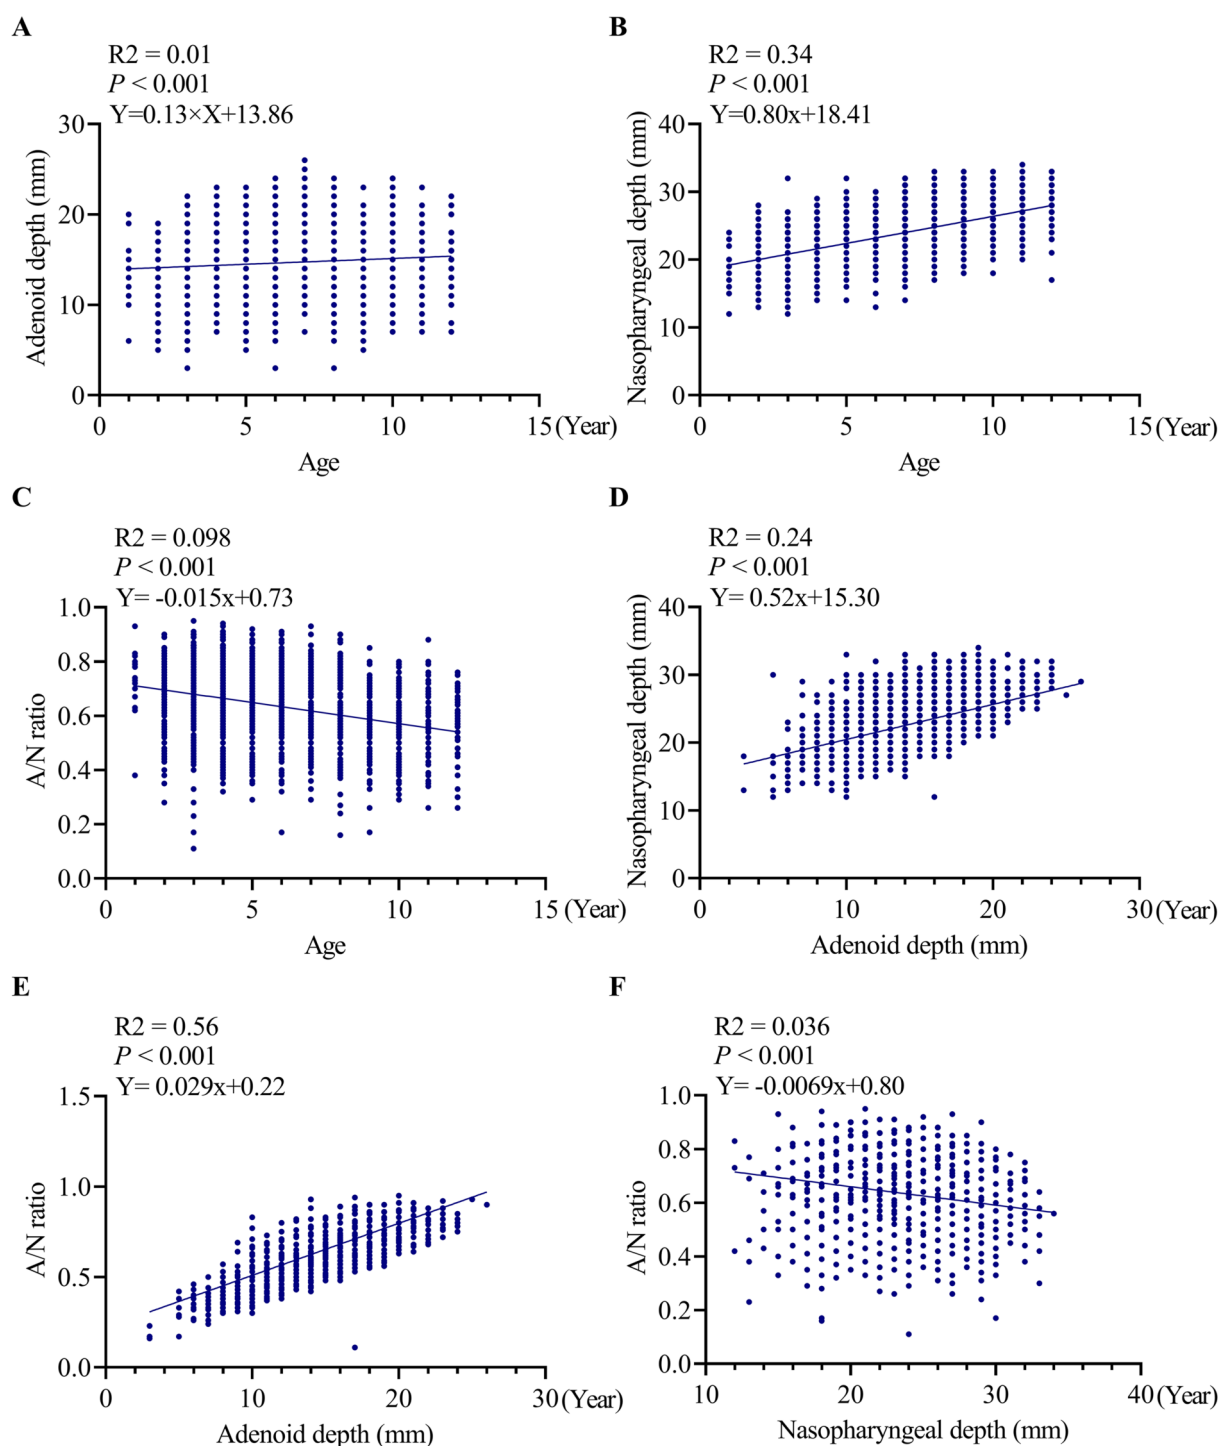 A
R2 = 0.01
P < 0.001
Y=0.13×X+13.86
30
20
10
0
Adenoid depth (mm)
0 5 10 15 (Year)
Age
B
R2 = 0.34
P < 0.001
Y=0.80x+18.41
40
30
20
10
0
Nasopharyngeal depth (mm)
0 5 10 15 (Year)
Age
C
R2 = 0.098
P < 0.001
Y= -0.015x+0.73
1.0
0.8
0.6
0.4
0.2
0.0
A/N ratio
0 5 10 15 (Year)
Age
D
R2 = 0.24
P < 0.001
Y= 0.52x+15.30
40
30
20
10
0
Nasopharyngeal depth (mm)
0 10 20 30 (Year)
Adenoid depth (mm)
E
R2 = 0.56
P < 0.001
Y= 0.029x+0.22
1.5
1.0
0.5
0.0
A/N ratio
0 10 20 30 (Year)
Adenoid depth (mm)
F
R2 = 0.036
P < 0.001
Y= -0.0069x+0.80
1.0
0.8
0.6
0.4
0.2
0.0
A/N ratio
10 20 30 40 (Year)
Nasopharyngeal depth (mm)